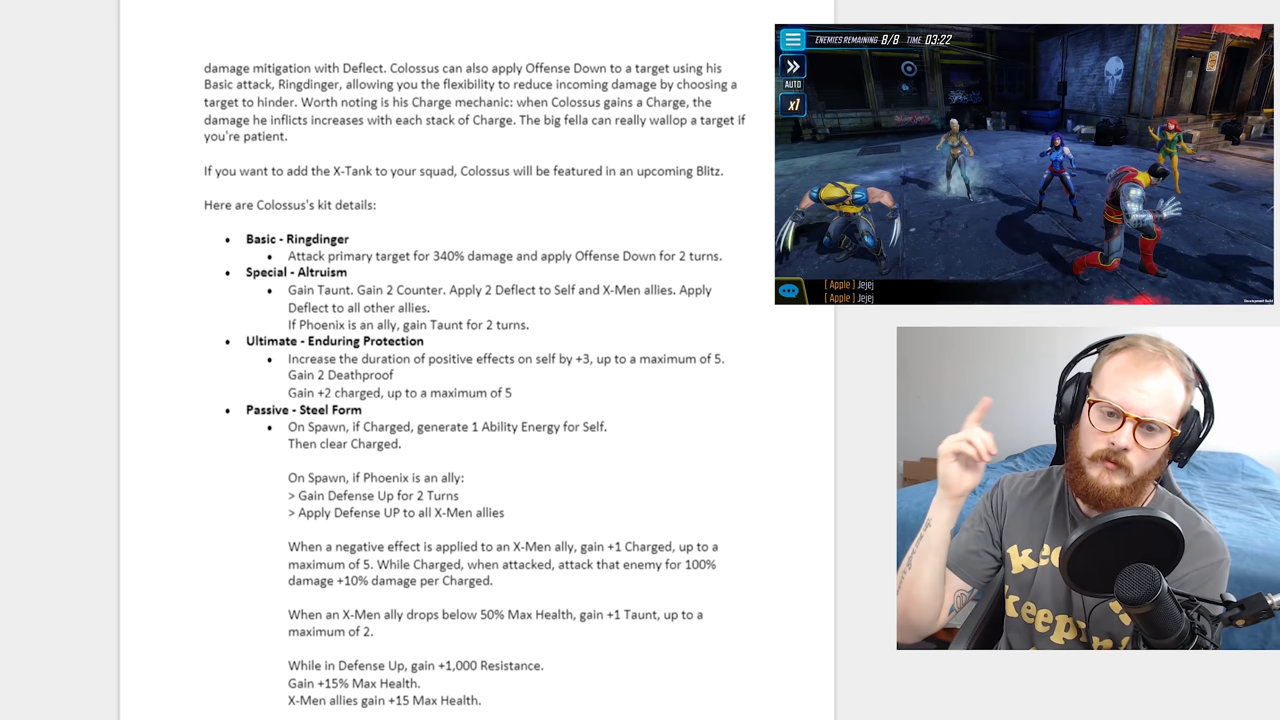 damage mitigation with Deflect. Colossus can also apply Offense Down to a target using his
Basic attack, Ringdinger, allowing you the flexibility to reduce incoming damage by choosing a
target to hinder. Worth noting is his Charge mechanic: when Colossus gains a Charge, the
damage he inflicts increases with each stack of Charge. The big fella can really wallop a target if
you're patient.
If you want to add the X-Tank to your squad, Colossus will be featured in an upcoming Blitz.
Here are Colossus's kit details:
• Basic - Ringdinger
• Attack primary target for 340% damage and apply Offense Down for 2 turns.
• Special - Altruism
• Gain Taunt. Gain 2 Counter. Apply 2 Deflect to Self and X-Men allies. Apply
Deflect to all other allies.
If Phoenix is an ally, gain Taunt for 2 turns.
• Ultimate - Enduring Protection
• Increase the duration of positive effects on self by +3, up to a maximum of 5.
Gain 2 Deathproof
Gain +2 charged, up to a maximum of 5
• Passive - Steel Form
• On Spawn, if Charged, generate 1 Ability Energy for Self.
Then clear Charged.
On Spawn, if Phoenix is an ally:
> Gain Defense Up for 2 Turns
> Apply Defense UP to all X-Men allies
When a negative effect is applied to an X-Men ally, gain +1 Charged, up to a
maximum of 5. While Charged, when attacked, attack that enemy for 100%
damage +10% damage per Charged.
When an X-Men ally drops below 50% Max Health, gain +1 Taunt, up to a
maximum of 2.
While in Defense Up, gain +1,000 Resistance.
Gain +15% Max Health.
X-Men allies gain +15 Max Health.
ENEMIES REMAINING 8/8 TIME 03:22
AUTO
x1
[ Apple ] Jejej
[ Apple ] Jejej
Development Build
kee
keepin